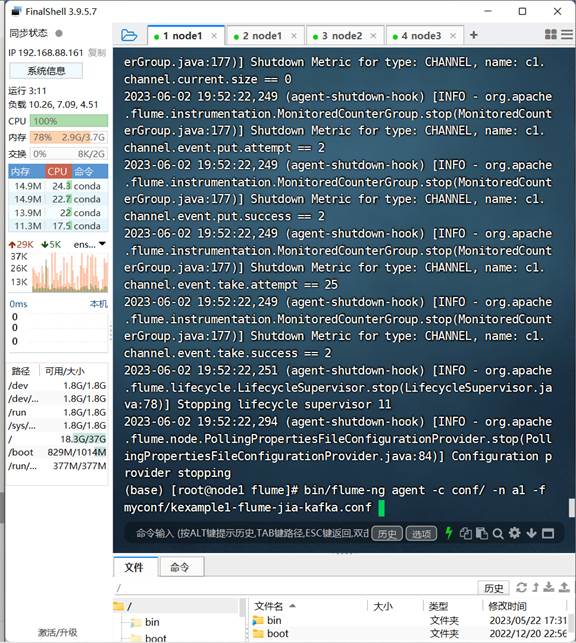 FinalShell 3.9.5.7
同步状态
IP 192.168.88.161 复制
系统信息
运行 3:11
负载 10.26, 7.09, 4.51
CPU 100%
内存 78% 2.9G/3.7G
交换 0% 8K/2G
内存 CPU 命令
14.9M 24.3 conda
14.9M 22.7 conda
13.9M 22 conda
11.3M 17.5 conda
29K 5K ens...
37K
26K
13K
0ms 本机
0
0
0
路径 可用/大小
/dev 1.8G/1.8G
/dev/... 1.8G/1.8G
/run 1.8G/1.8G
/sys/... 1.8G/1.8G
/ 18.3G/37G
/boot 829M/1014M
/run/... 377M/377M
激活/升级
1 node1
2 node1
3 node2
4 node3
+
erGroup.java:177)] Shutdown Metric for type: CHANNEL, name: c1.
channel.current.size == 0
2023-06-02 19:52:22,249 (agent-shutdown-hook) [INFO - org.apache
.flume.instrumentation.MonitoredCounterGroup.stop(MonitoredCount
erGroup.java:177)] Shutdown Metric for type: CHANNEL, name: c1.
channel.event.put.attempt == 2
2023-06-02 19:52:22,249 (agent-shutdown-hook) [INFO - org.apache
.flume.instrumentation.MonitoredCounterGroup.stop(MonitoredCount
erGroup.java:177)] Shutdown Metric for type: CHANNEL, name: c1.
channel.event.put.success == 2
2023-06-02 19:52:22,249 (agent-shutdown-hook) [INFO - org.apache
.flume.instrumentation.MonitoredCounterGroup.stop(MonitoredCount
erGroup.java:177)] Shutdown Metric for type: CHANNEL, name: c1.
channel.event.take.attempt == 25
2023-06-02 19:52:22,249 (agent-shutdown-hook) [INFO - org.apache
.flume.instrumentation.MonitoredCounterGroup.stop(MonitoredCount
erGroup.java:177)] Shutdown Metric for type: CHANNEL, name: c1.
channel.event.take.success == 2
2023-06-02 19:52:22,251 (agent-shutdown-hook) [INFO - org.apache
.flume.lifecycle.LifecycleSupervisor.stop(LifecycleSupervisor.ja
va:78)] Stopping lifecycle supervisor 11
2023-06-02 19:52:22,294 (agent-shutdown-hook) [INFO - org.apache
.flume.node.PollingPropertiesFileConfigurationProvider.stop(Poll
ingPropertiesFileConfigurationProvider.java:84)] Configuration p
rovider stopping
(base) [root@node1 flume]# bin/flume-ng agent -c conf/ -n a1 -f
myconf/kexample1-flume-jia-kafka.conf
命令输入 (按ALT键提示历史,TAB键路径,ESC键返回,双击 历史 选项
文件 命令
/ 历史
/
bin
boot
文件名 大小 类型 修改时间
bin 文件夹 2023/05/22 17:31
boot 文件夹 2022/12/20 22:56